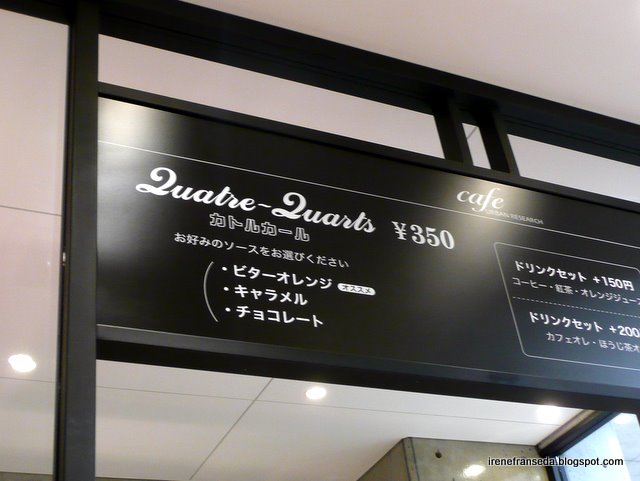 Quatre-Quarts
カトルカール
¥350
お好みのソースをお選びください
・ビターオレンジ オススメ
・キャラメル
・チョコレート
cafe
URBAN RESEARCH
ドリンクセット +150円
コーヒー・紅茶・オレンジジュース
ドリンクセット +200
カフェオレ・ほうじ茶オ
irenefranseda.blogspot.com